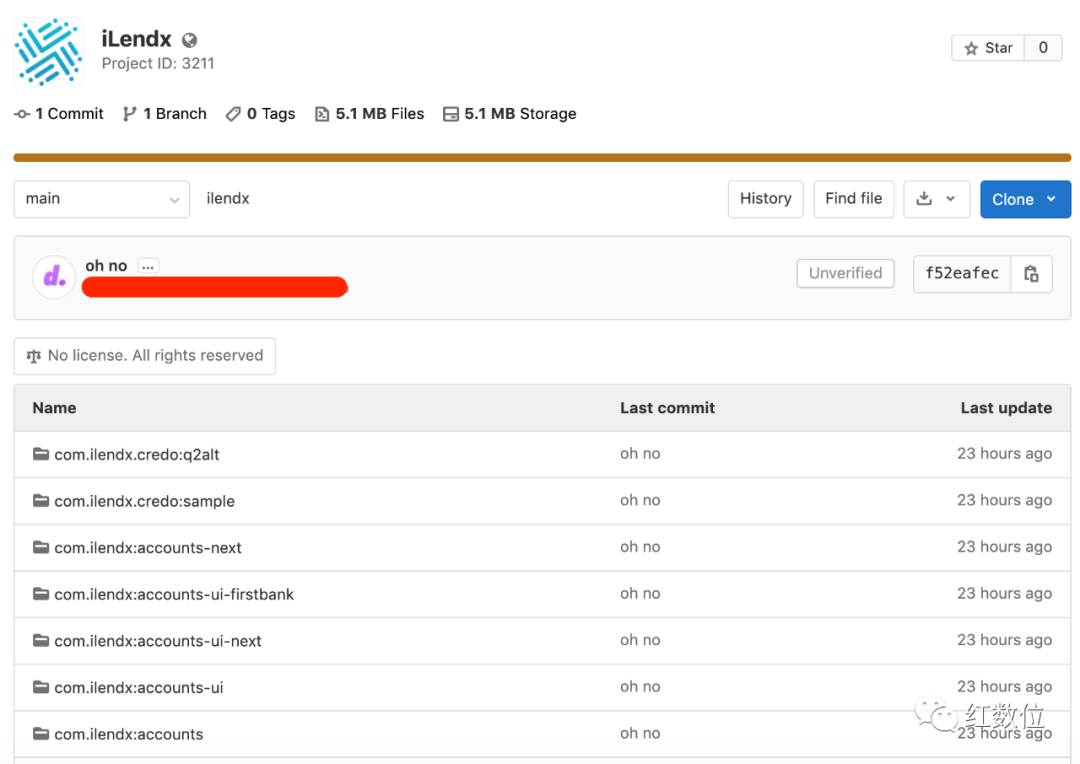 iLendx
Project ID: 3211
Star 0
1 Commit 1 Branch 0 Tags 5.1 MB Files 5.1 MB Storage
main ilendx History Find file Clone
d. oh no ... Unverified f52eafec
No license. All rights reserved
Name Last commit Last update
com.ilendx.credo:q2alt oh no 23 hours ago
com.ilendx.credo:sample oh no 23 hours ago
com.ilendx:accounts-next oh no 23 hours ago
com.ilendx:accounts-ui-firstbank oh no 23 hours ago
com.ilendx:accounts-ui-next oh no 23 hours ago
com.ilendx:accounts-ui oh no 23 hours ago
com.ilendx:accounts oh no 23 hours ago
红数位